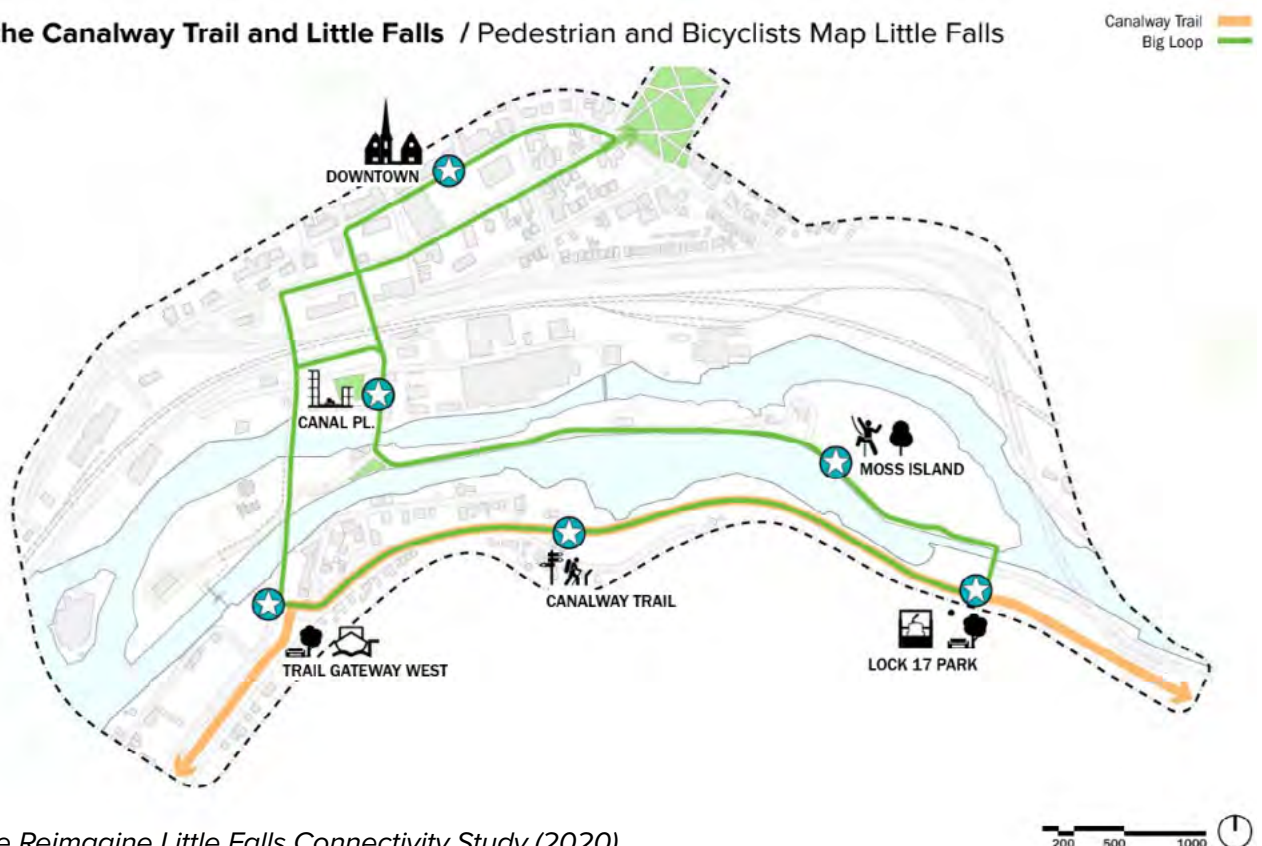 he Canalway Trail and Little Falls / Pedestrian and Bicyclists Map Little Falls
Canalway Trail
Big Loop
DOWNTOWN
CANAL PL.
MOSS ISLAND
CANALWAY TRAIL
TRAIL GATEWAY WEST
LOCK 17 PARK
e Reimagine Little Falls Connectivity Study (2020)
200 500 1000